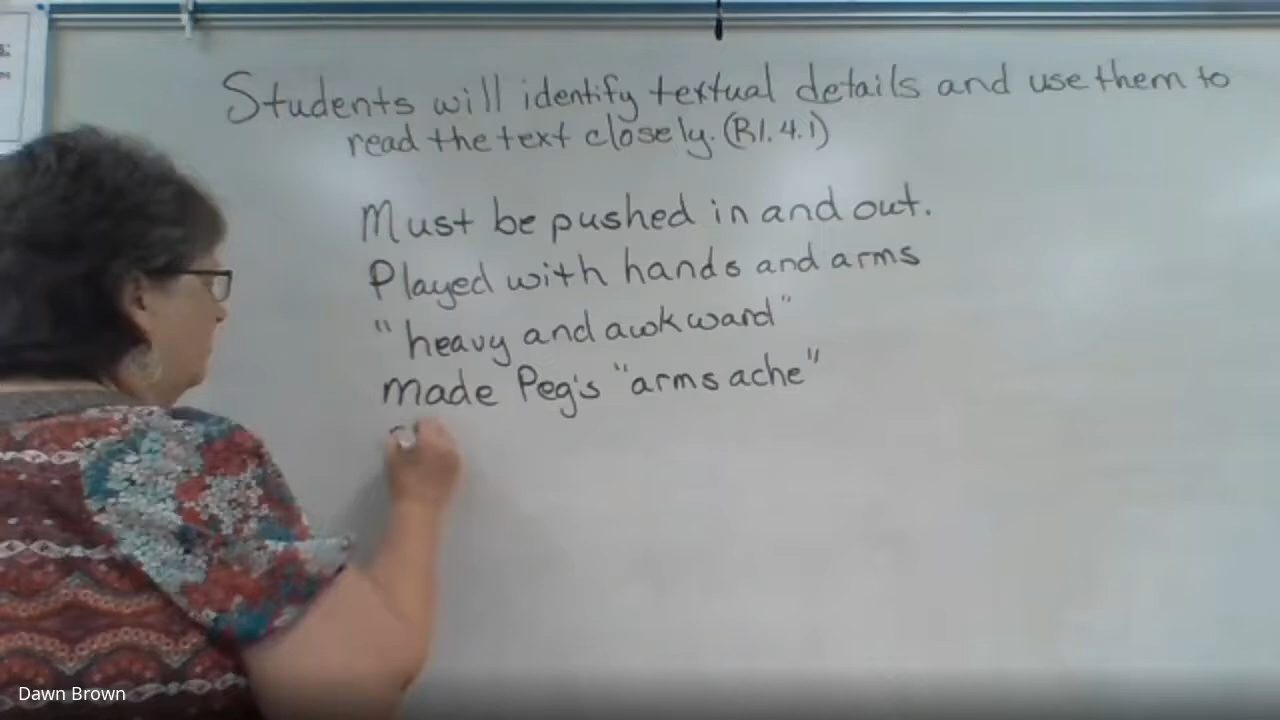 Students will identify textual details and use them to
read the text closely. (R1.4.1)
Must be pushed in and out.
Played with hands and arms
"heavy and awkward"
made Peg's "arms ache"
Dawn Brown